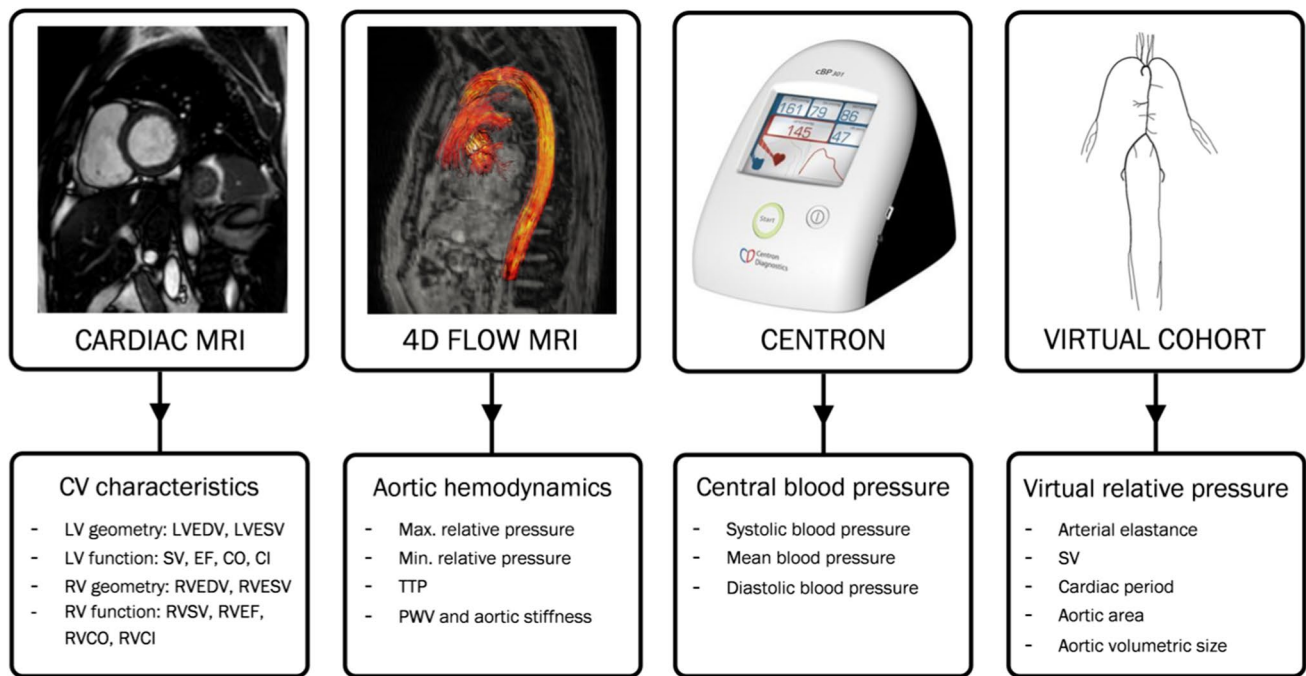 CARDIAC MRI
4D FLOW MRI
cBP 301
161 79 86
145 47
Start
Centron
Diagnostics
CENTRON
VIRTUAL COHORT
CV characteristics
- LV geometry: LVEDV, LVESV
- LV function: SV, EF, CO, CI
- RV geometry: RVEDV, RVESV
- RV function: RVSV, RVEF,
RVCO, RVCI
Aortic hemodynamics
- Max. relative pressure
- Min. relative pressure
- TTP
- PWV and aortic stiffness
Central blood pressure
- Systolic blood pressure
- Mean blood pressure
- Diastolic blood pressure
Virtual relative pressure
- Arterial elastance
- SV
- Cardiac period
- Aortic area
- Aortic volumetric size